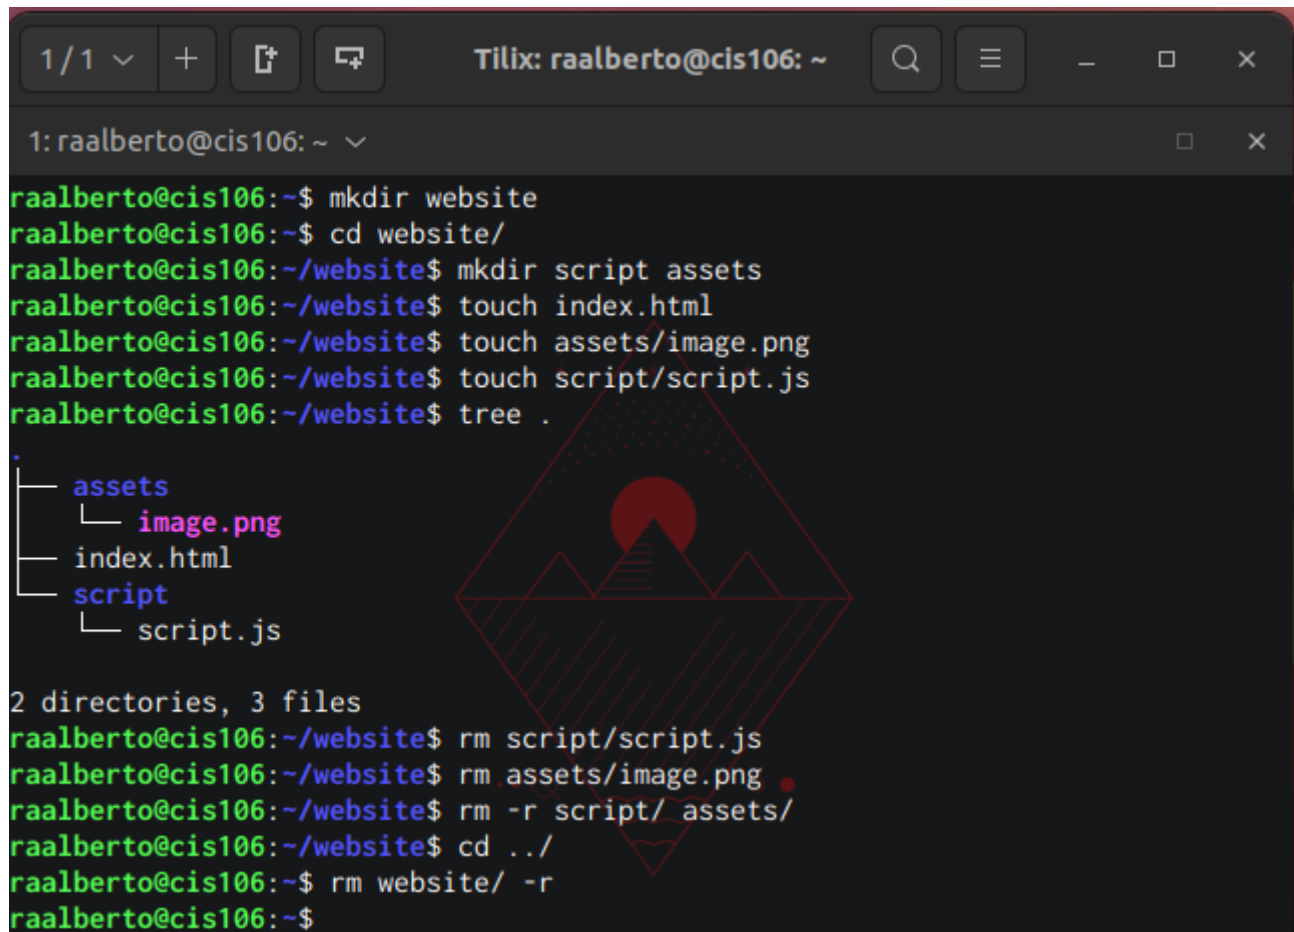 1 / 1
Tilix: raalberto@cis106: ~
1: raalberto@cis106: ~
raalberto@cis106:~$ mkdir website
raalberto@cis106:~$ cd website/
raalberto@cis106:~/website$ mkdir script assets
raalberto@cis106:~/website$ touch index.html
raalberto@cis106:~/website$ touch assets/image.png
raalberto@cis106:~/website$ touch script/script.js
raalberto@cis106:~/website$ tree .
.
├── assets
│   └── image.png
├── index.html
└── script
    └── script.js
2 directories, 3 files
raalberto@cis106:~/website$ rm script/script.js
raalberto@cis106:~/website$ rm assets/image.png
raalberto@cis106:~/website$ rm -r script/ assets/
raalberto@cis106:~/website$ cd ../
raalberto@cis106:~$ rm website/ -r
raalberto@cis106:~$